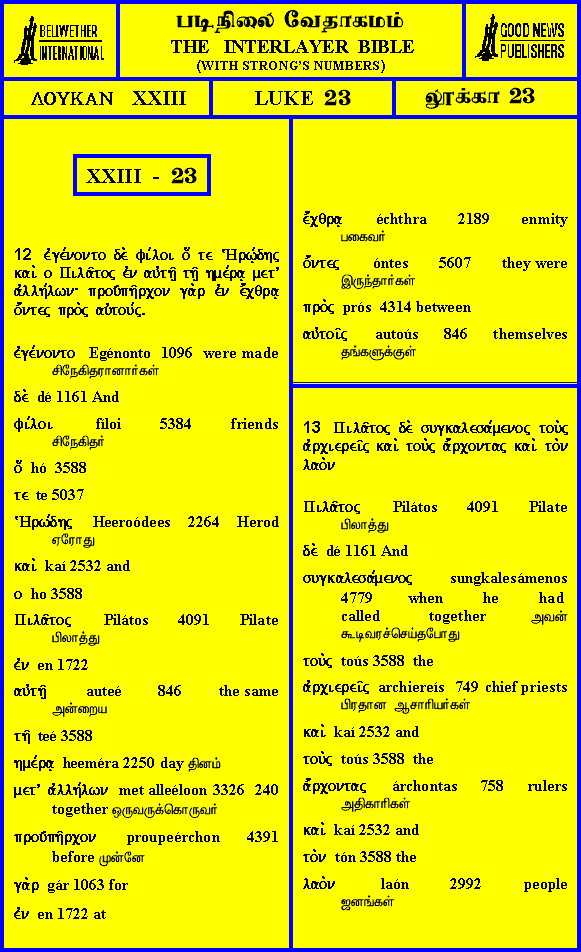 BELLWETHER
INTERNATIONAL
படிநிலை வேதாகமம்
THE INTERLAYER BIBLE
(WITH STRONG'S NUMBERS)
GOOD NEWS
PUBLISHERS
ΛΟΥΚΑΝ XXIII
LUKE 23
லூக்கா 23
XXIII - 23
12 ἐγένοντο δὲ φίλοι ὅ τε Ἡρῴδης
καὶ ο Πιλᾶτος ἐν αὐτῇ τῇ ημέρᾳ μετ'
ἀλλήλων· προϋπῆρχον γὰρ ἐν ἔχθρᾳ
ὄντες πρὸς αὐτούς.
ἐγένοντο Egénonto 1096 were made
சிநேகிதரானார்கள்
δὲ dé 1161 And
φίλοι filoi 5384 friends
சிநேகிதர்
ὅ hó 3588
τε te 5037
Ἡρώδης Heeroódees 2264 Herod
ஏரோது
καὶ kaí 2532 and
ο ho 3588
Πιλᾶτος Pilátos 4091 Pilate
பிலாத்து
ἐν en 1722
αὐτῇ auteé 846 the same
அன்றைய
τῇ teé 3588
ημέρᾳ heeméra 2250 day தினம்
μετ' ἀλλήλων met alleéloon 3326 240
together ஒருவருக்கொருவர்
προϋπῆρχον proupeérchon 4391
before முன்னே
γὰρ gár 1063 for
ἐν en 1722 at
ἔχθρᾳ échthra 2189 enmity
பகைவர்
ὄντες óntes 5607 they were
இருந்தார்கள்
πρὸς prós 4314 between
αὐτοῖς autoús 846 themselves
தங்களுக்குள்
13 Πιλᾶτος δὲ συγκαλεσάμενος τοὺς
ἀρχιερεῖς καὶ τοὺς ἄρχοντας καὶ τὸν
λαὸν
Πιλᾶτος Pilátos 4091 Pilate
பிலாத்து
δὲ dé 1161 And
συγκαλεσάμενος sungkalesámenos
4779 when he had
called together அவன்
கூடிவரச்செய்தபோது
τοὺς toús 3588 the
ἀρχιερεῖς archiereís 749 chief priests
பிரதான ஆசாரியர்கள்
καὶ kaí 2532 and
τοὺς toús 3588 the
ἄρχοντας árchontas 758 rulers
அதிகாரிகள்
καὶ kaí 2532 and
τὸν tón 3588 the
λαὸν laón 2992 people
ஜனங்கள்